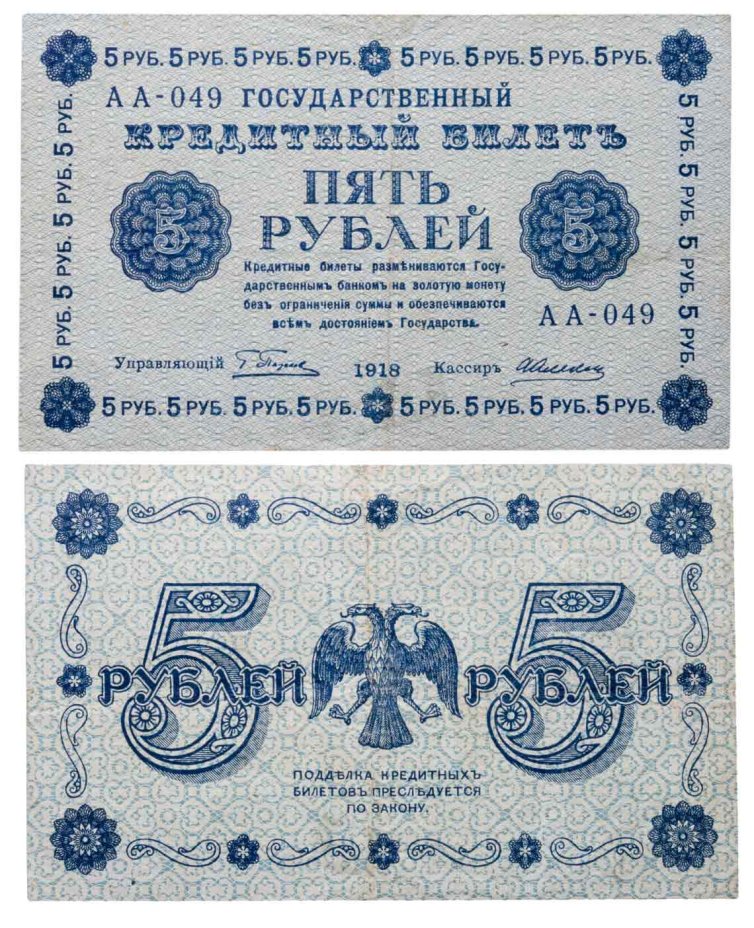 5 РУБ. 5 РУБ. 5 РУБ. 5 РУБ. 5 РУБ. 5 РУБ. 5 РУБ. 5 РУБ.
АА-049 ГОСУДАРСТВЕННЫЙ
КРЕДИТНЫЙ БИЛЕТЪ
ПЯТЬ
РУБЛЕЙ
5
5
Кредитные билеты размѣниваются Госу-
дарственнымъ банкомъ на золотую монету
безъ ограниченія суммы и обезпечиваются
всѣмъ достояніемъ Государства.
АА-049
Управляющій
1918
Кассиръ
5 РУБ. 5 РУБ. 5 РУБ. 5 РУБ. 5 РУБ. 5 РУБ. 5 РУБ. 5 РУБ.
5 РУБ. 5 РУБ. 5 РУБ. 5 РУБ.
5 РУБ. 5 РУБ. 5 РУБ. 5 РУБ.
5
РУБЛЕЙ
5
РУБЛЕЙ
ПОДДѢЛКА КРЕДИТНЫХЪ
БИЛЕТОВЪ ПРЕСЛѢДУЕТСЯ
ПО ЗАКОНУ.